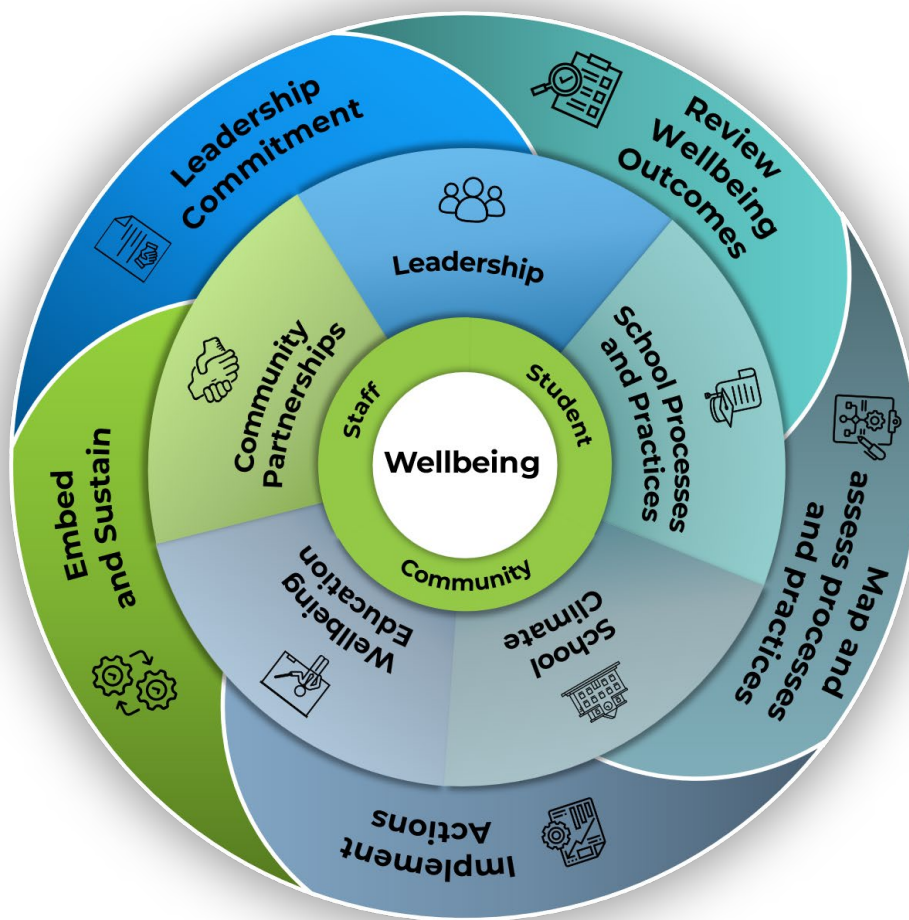 Leadership
Commitment
Review
Wellbeing
Outcomes
Map and
assess processes
and practices
Implement
Actions
Embed
and Sustain
Leadership
School Processes
and Practices
School
Climate
Wellbeing
Education
Community
Partnerships
Staff
Student
Community
Wellbeing